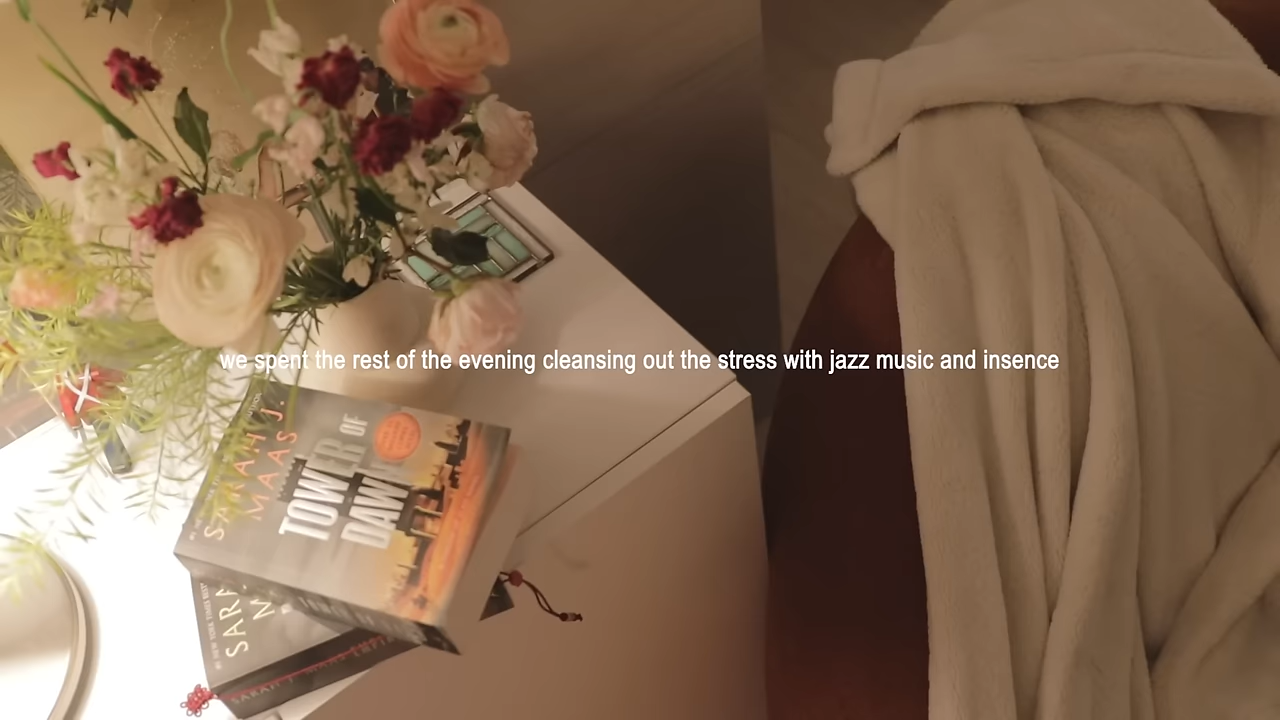 we spent the rest of the evening cleansing out the stress with jazz music and insence
SARAH J.
MAAS
TOWER OF
DAWN
SARA
M
SARAH J. MAAS